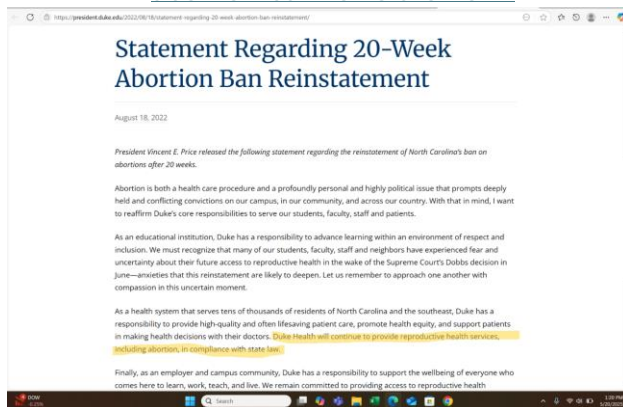 https://president.duke.edu/2022/08/18/statement-regarding-20-week-abortion-ban-reinstatement/
Statement Regarding 20-Week
Abortion Ban Reinstatement
August 18, 2022
President Vincent E. Price released the following statement regarding the reinstatement of North Carolina's ban on
abortions after 20 weeks.
Abortion is both a health care procedure and a profoundly personal and highly political issue that prompts deeply
held and conflicting convictions on our campus, in our community, and across our country. With that in mind, I want
to reaffirm Duke's core responsibilities to serve our students, faculty, staff and patients.
As an educational institution, Duke has a responsibility to advance learning within an environment of respect and
inclusion. We must recognize that many of our students, faculty, staff and neighbors have experienced fear and
uncertainty about their future access to reproductive health in the wake of the Supreme Court's Dobbs decision in
June—anxieties that this reinstatement are likely to deepen. Let us remember to approach one another with
compassion in this uncertain moment.
As a health system that serves tens of thousands of residents of North Carolina and the southeast, Duke has a
responsibility to provide high-quality and often lifesaving patient care, promote health equity, and support patients
in making health decisions with their doctors. Duke Health will continue to provide reproductive health services,
including abortion, in compliance with state law.
Finally, as an employer and campus community, Duke has a responsibility to support the wellbeing of everyone who
comes here to learn, work, teach, and live. We remain committed to providing access to reproductive health
DOW
Search
1:39 PM